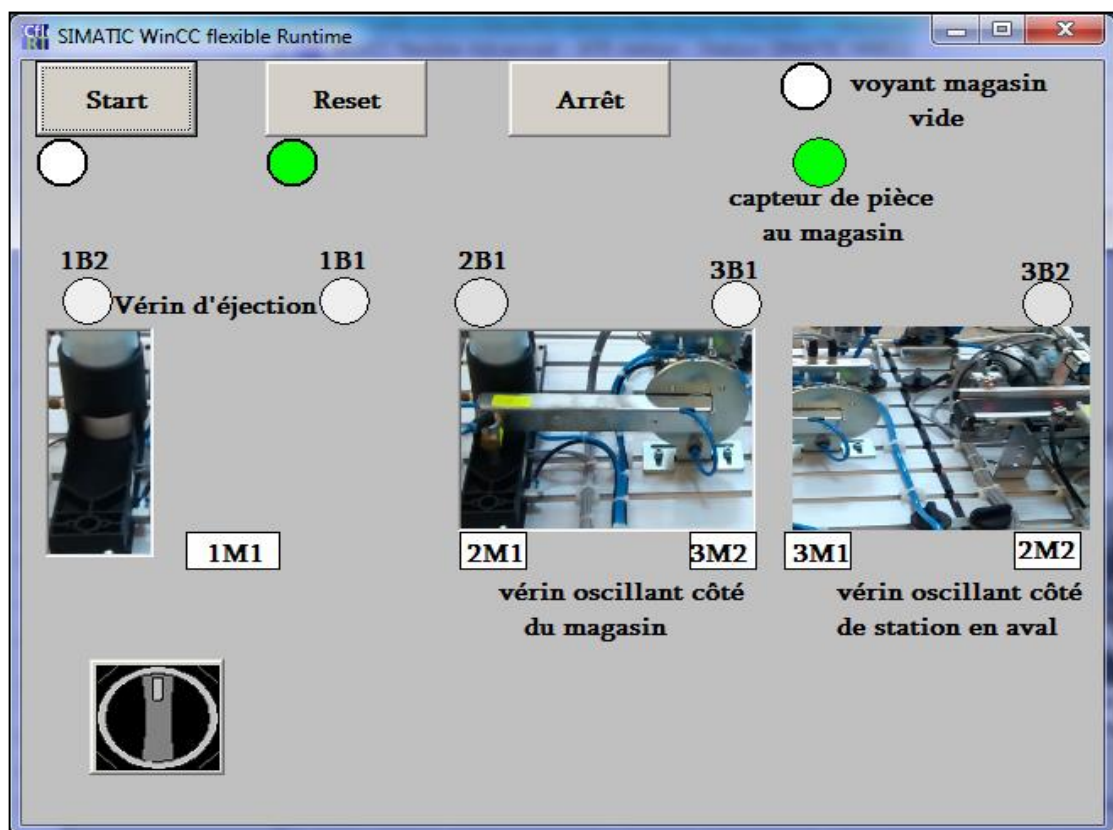 SIMATIC WinCC flexible Runtime
Start
Reset
Arrêt
voyant magasin
vide
capteur de pièce
au magasin
1B2
1B1
2B1
3B1
3B2
Vérin d'éjection
1M1
2M1
3M2
3M1
2M2
vérin oscillant côté
du magasin
vérin oscillant côté
de station en aval